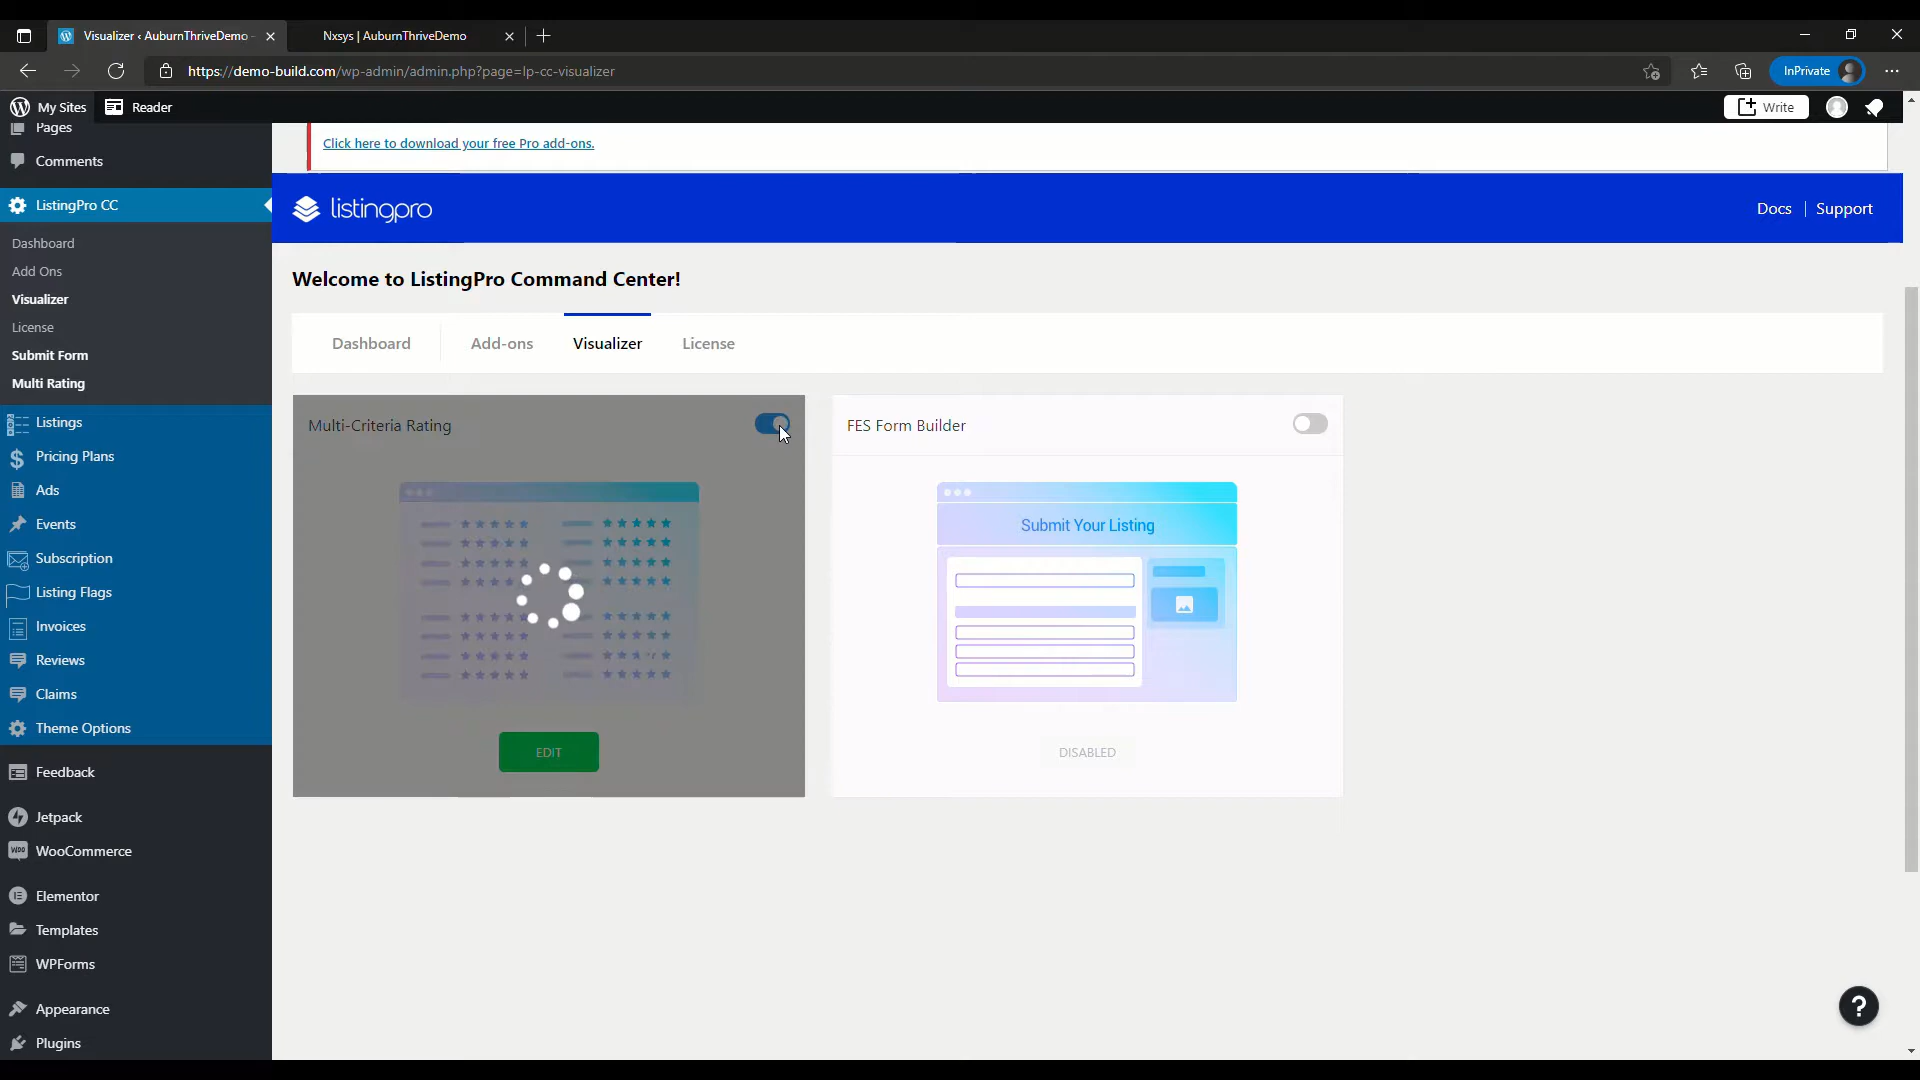 Visualizer ‹ AuburnThriveDemo -
Nxsys | AuburnThriveDemo
https://demo-build.com/wp-admin/admin.php?page=lp-cc-visualizer
InPrivate
My Sites
Reader
Write
Pages
Comments
ListingPro CC
Dashboard
Add Ons
Visualizer
License
Submit Form
Multi Rating
Listings
Pricing Plans
Ads
Events
Subscription
Listing Flags
Invoices
Reviews
Claims
Theme Options
Feedback
Jetpack
WooCommerce
Elementor
Templates
WPForms
Appearance
Plugins
Click here to download your free Pro add-ons.
listingpro
Docs | Support
Welcome to ListingPro Command Center!
Dashboard
Add-ons
Visualizer
License
Multi-Criteria Rating
EDIT
FES Form Builder
Submit Your Listing
DISABLED
?